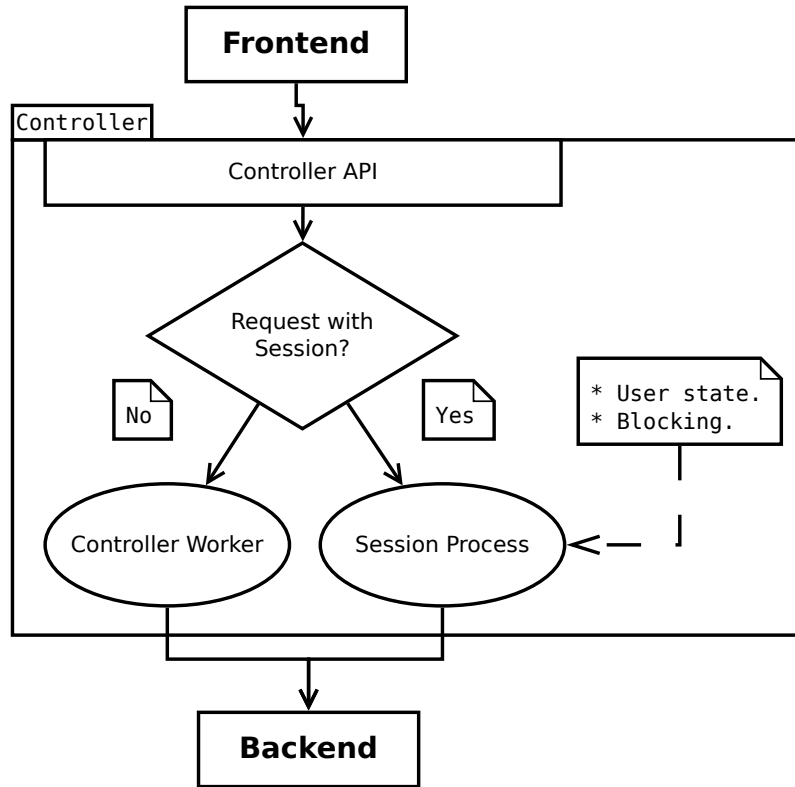 Frontend
Controller
Controller API
Request with
Session?
No
Yes
* User state.
* Blocking.
Controller Worker
Session Process
Backend